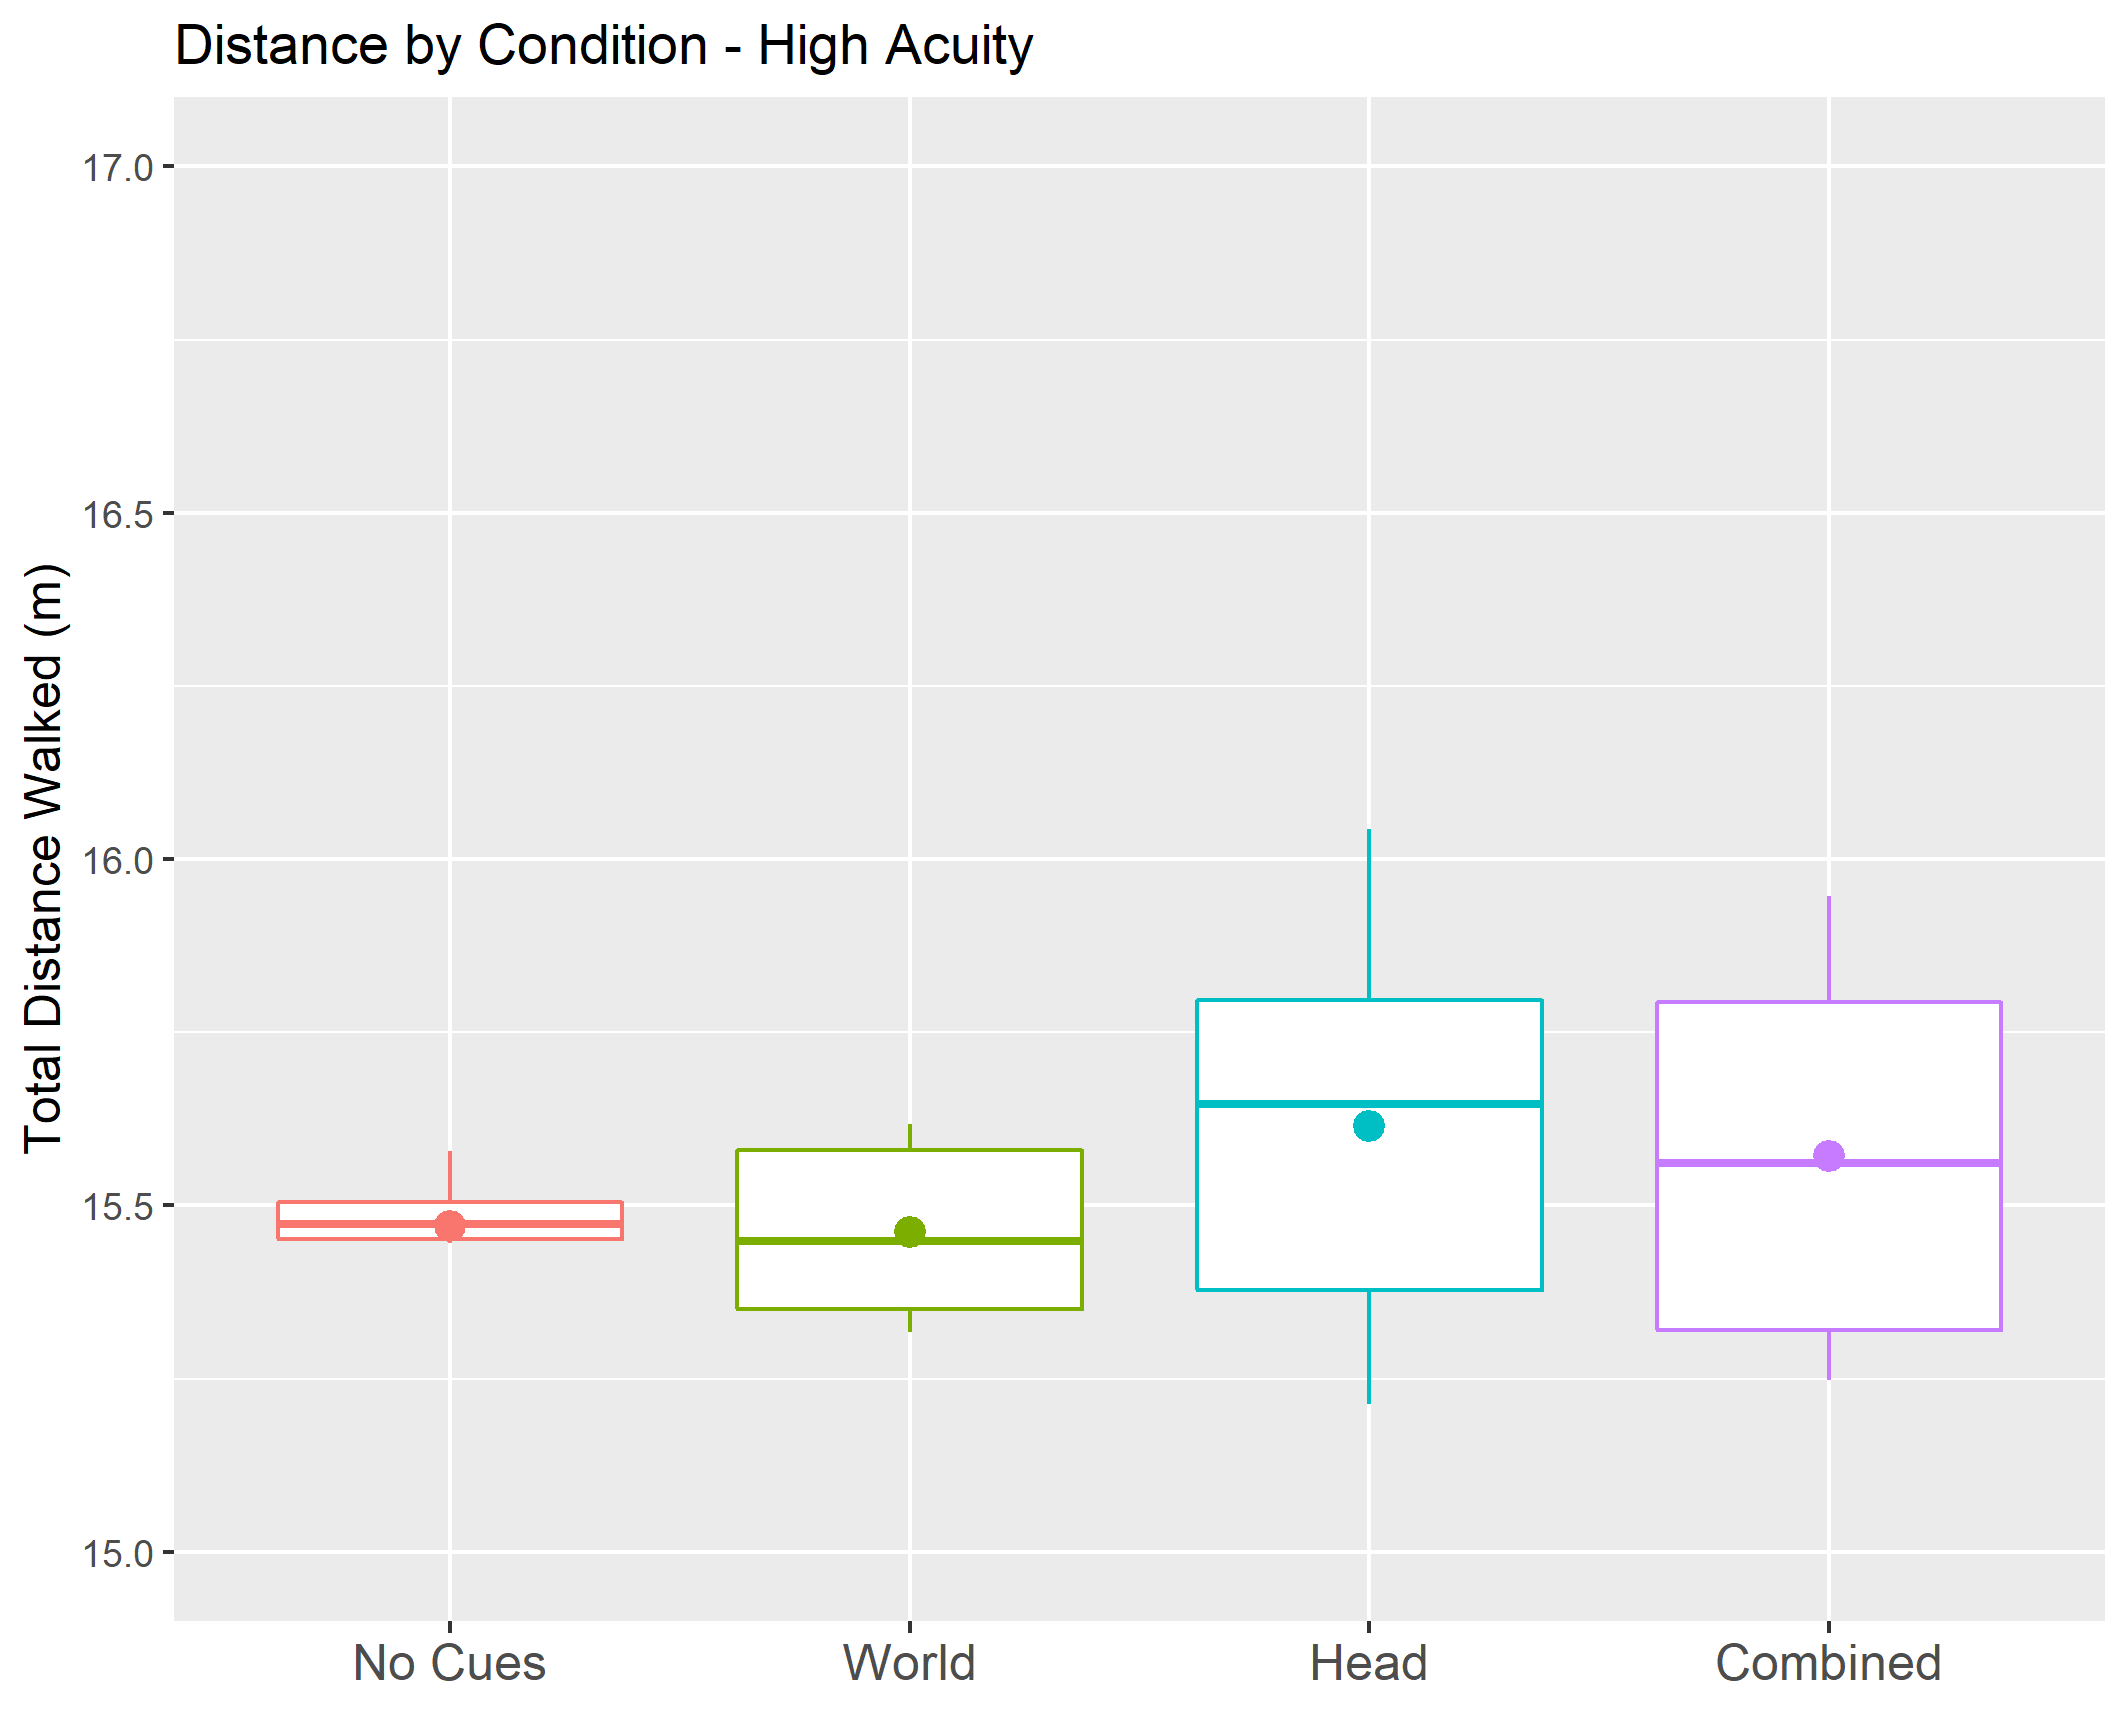 Distance by Condition - High Acuity
Total Distance Walked (m)
17.0
16.5
16.0
15.5
15.0
No Cues World Head Combined